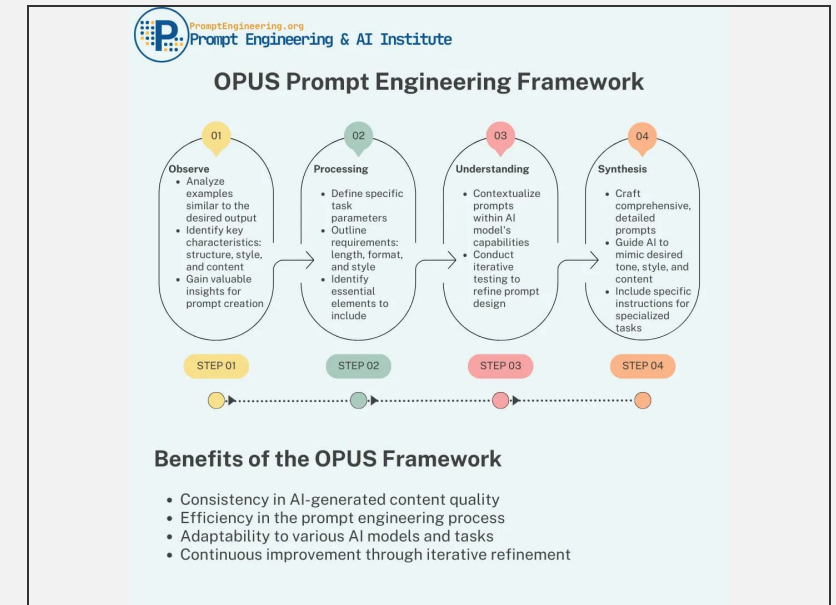 PromptEngineering.org
Prompt Engineering & AI Institute
OPUS Prompt Engineering Framework
01
Observe
• Analyze
examples
similar to the
desired output
• Identify key
characteristics:
structure, style,
and content
• Gain valuable
insights for
prompt creation
02
Processing
• Define specific
task
parameters
• Outline
requirements:
length, format,
and style
• Identify
essential
elements to
include
03
Understanding
• Contextualize
prompts
within AI
model's
capabilities
• Conduct
iterative
testing to
refine prompt
design
04
Synthesis
• Craft
comprehensive,
detailed
prompts
• Guide AI to
mimic desired
tone, style, and
content
• Include specific
instructions for
specialized
tasks
STEP 01
STEP 02
STEP 03
STEP 04
Benefits of the OPUS Framework
• Consistency in AI-generated content quality
• Efficiency in the prompt engineering process
• Adaptability to various AI models and tasks
• Continuous improvement through iterative refinement